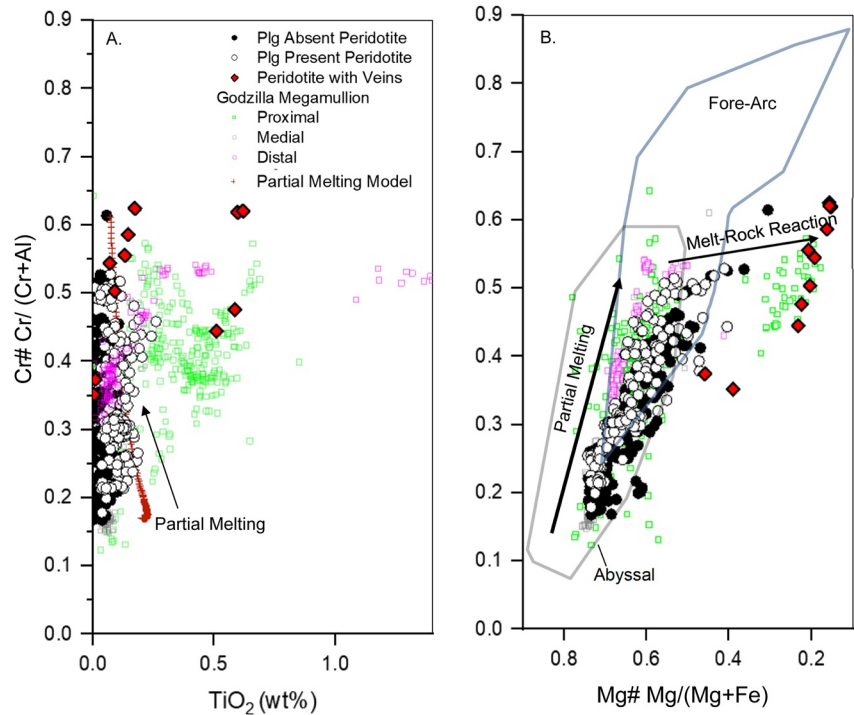 A.
Plg Absent Peridotite
Plg Present Peridotite
Peridotite with Veins
Godzilla Megamullion
Proximal
Medial
Distal
Partial Melting Model
Partial Melting
0.9
0.8
0.7
0.6
0.5
0.4
0.3
0.2
0.1
0.0
Cr# Cr/ (Cr+Al)
0.0
0.5
1.0
TiO₂ (wt%)
B.
Fore-Arc
Melt-Rock Reaction
Partial Melting
Abyssal
0.9
0.8
0.7
0.6
0.5
0.4
0.3
0.2
0.1
0.0
0.8
0.6
0.4
0.2
Mg# Mg/(Mg+Fe)